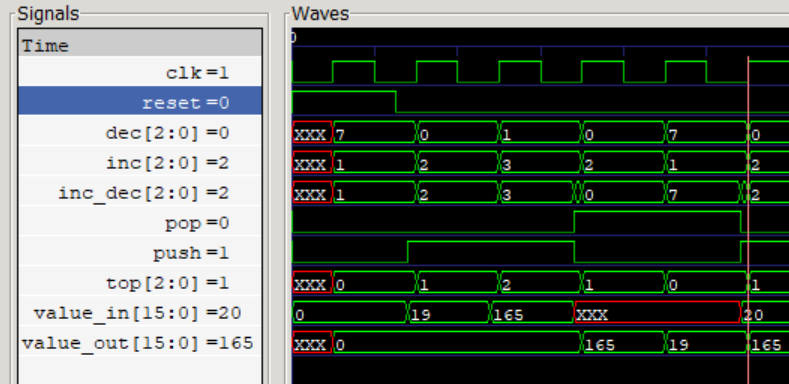 Signals
Waves
Time
0
clk=1
reset=0
dec[2:0]=0 XXX 7 0 1 0 7 0
inc[2:0]=2 XXX 1 2 3 2 1 2
inc_dec[2:0]=2 XXX 1 2 3 0 7 2
pop=0
push=1
top[2:0]=1 XXX 0 1 2 1 0 1
value_in[15:0]=20 0 19 165 XXX 20
value_out[15:0]=165 XXX 0 165 19 165